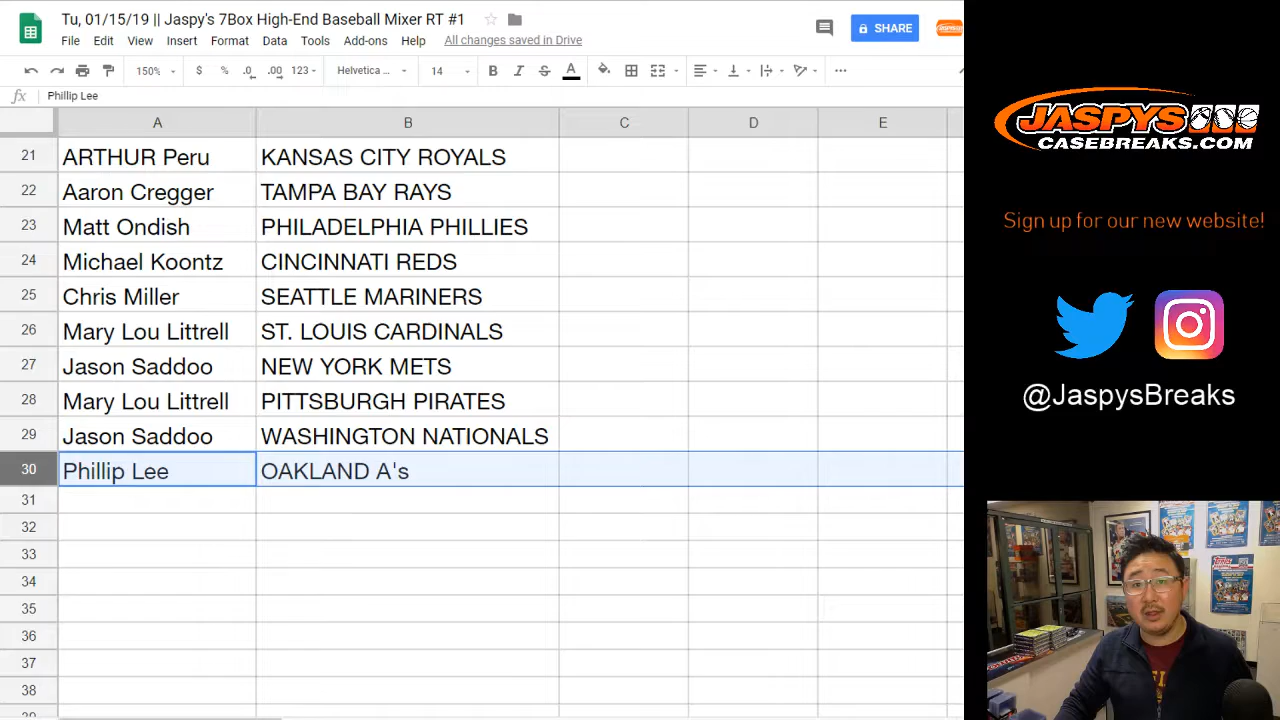 Tu, 01/15/19 || Jaspy's 7Box High-End Baseball Mixer RT #1
File Edit View Insert Format Data Tools Add-ons Help All changes saved in Drive
SHARE
150% $ % .0 .00 123 Helvetica ... 14 B I S A
fx Phillip Lee
A B C D E
21 ARTHUR Peru KANSAS CITY ROYALS
22 Aaron Cregger TAMPA BAY RAYS
23 Matt Ondish PHILADELPHIA PHILLIES
24 Michael Koontz CINCINNATI REDS
25 Chris Miller SEATTLE MARINERS
26 Mary Lou Littrell ST. LOUIS CARDINALS
27 Jason Saddoo NEW YORK METS
28 Mary Lou Littrell PITTSBURGH PIRATES
29 Jason Saddoo WASHINGTON NATIONALS
30 Phillip Lee OAKLAND A's
31
32
33
34
35
36
37
38
JASPYS
CASEBREAKS.COM
Sign up for our new website!
@JaspysBreaks